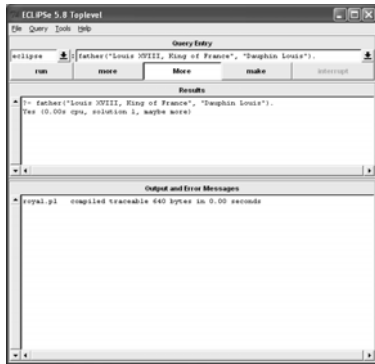 ECLiPSe 5.8 Toplevel
File Query Tools Help
Query Entry
eclipse : father("Louis XVIII, King of France", "Dauphin Louis").
run more More make interrupt
Results
?- father("Louis XVIII, King of France", "Dauphin Louis").
Yes (0.00s cpu, solution 1, maybe more)
Output and Error Messages
royal.pl compiled traceable 640 bytes in 0.00 seconds